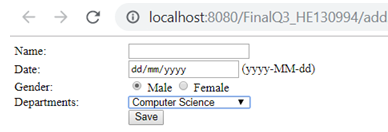 localhost:8080/FinalQ3_HE130994/add
Name:
Date: dd/mm/yyyy (yyyy-MM-dd)
Gender: Male Female
Departments: Computer Science
Save